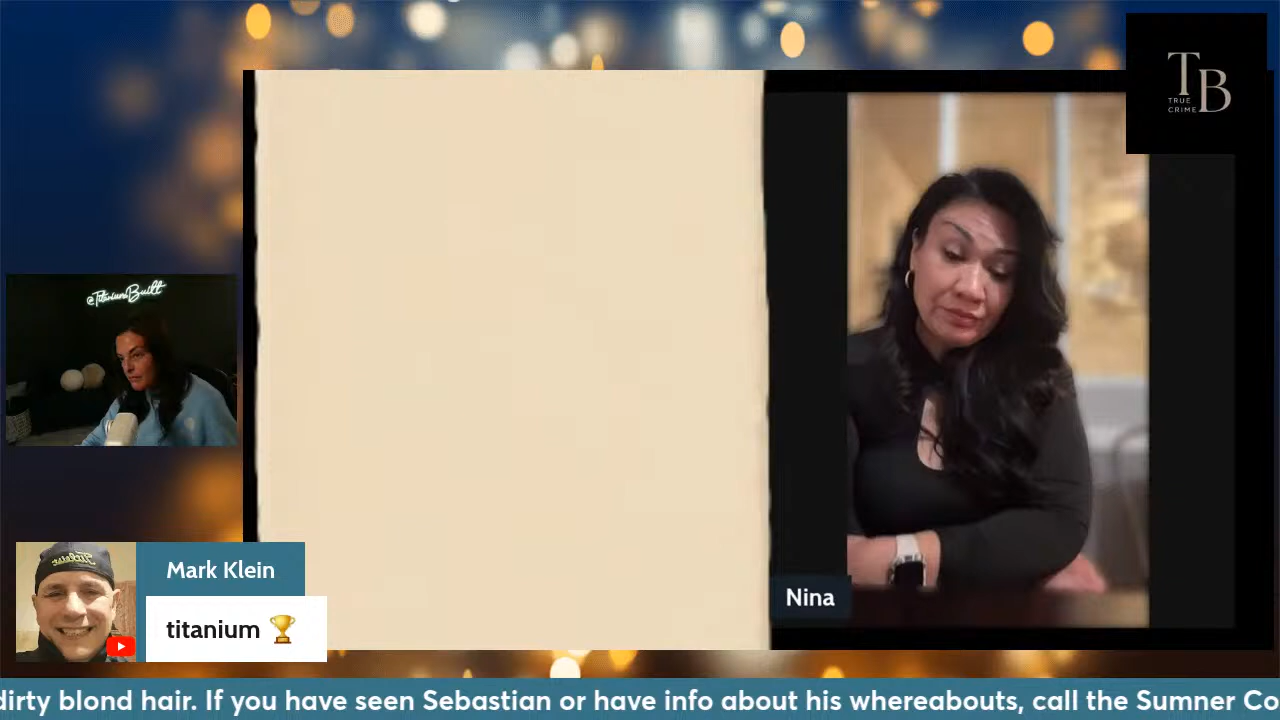 TB
TRUE
CRIME
@TitaniumBuilt
Titleist
Mark Klein
titanium 🏆
Nina
dirty blond hair. If you have seen Sebastian or have info about his whereabouts, call the Sumner Co